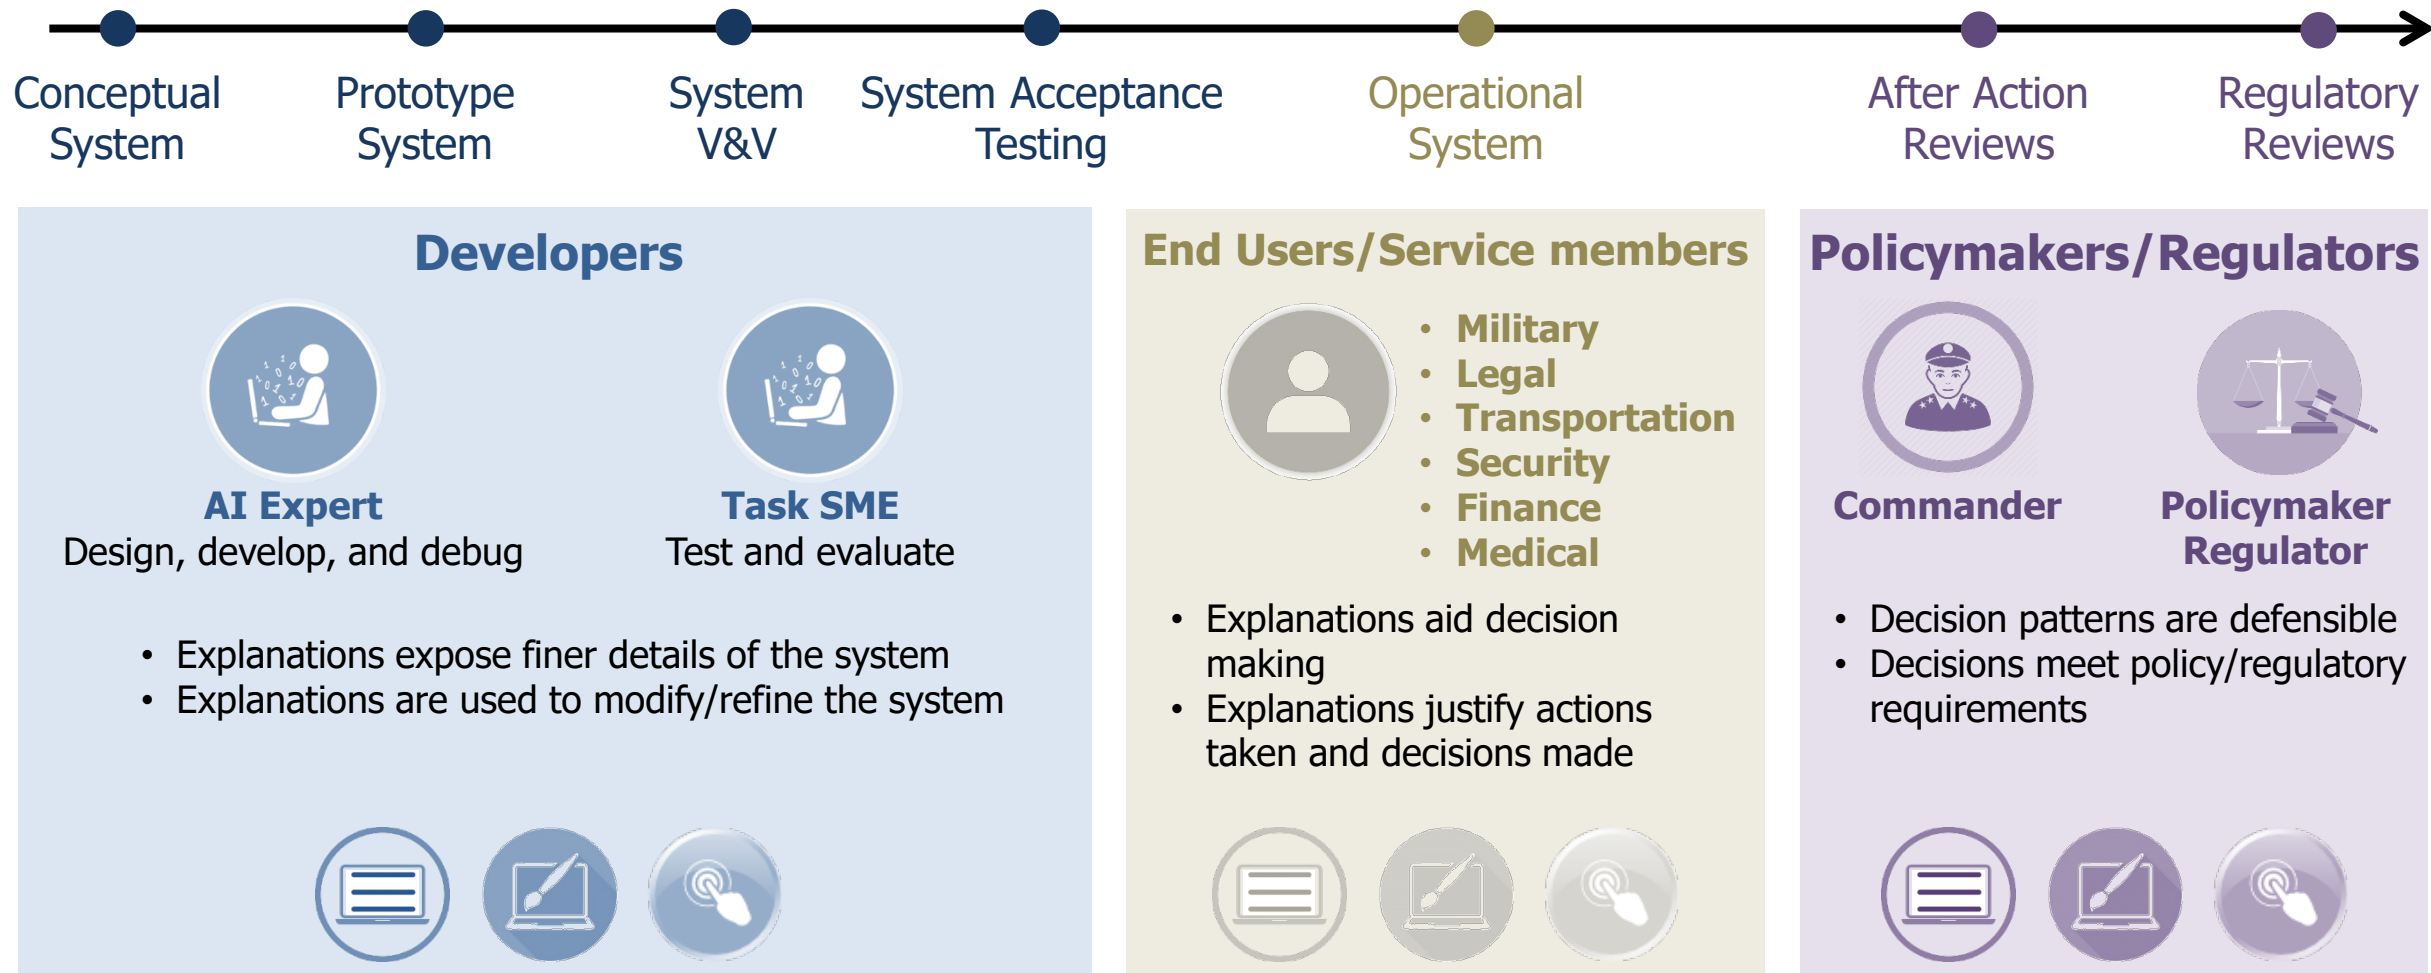 Conceptual
System
Prototype
System
System
V&V
System Acceptance
Testing
Operational
System
After Action
Reviews
Regulatory
Reviews
Developers
AI Expert
Design, develop, and debug
Task SME
Test and evaluate
• Explanations expose finer details of the system
• Explanations are used to modify/refine the system
End Users/Service members
• Military
• Legal
• Transportation
• Security
• Finance
• Medical
• Explanations aid decision
making
• Explanations justify actions
taken and decisions made
Policymakers/Regulators
Commander
Policymaker
Regulator
• Decision patterns are defensible
• Decisions meet policy/regulatory
requirements